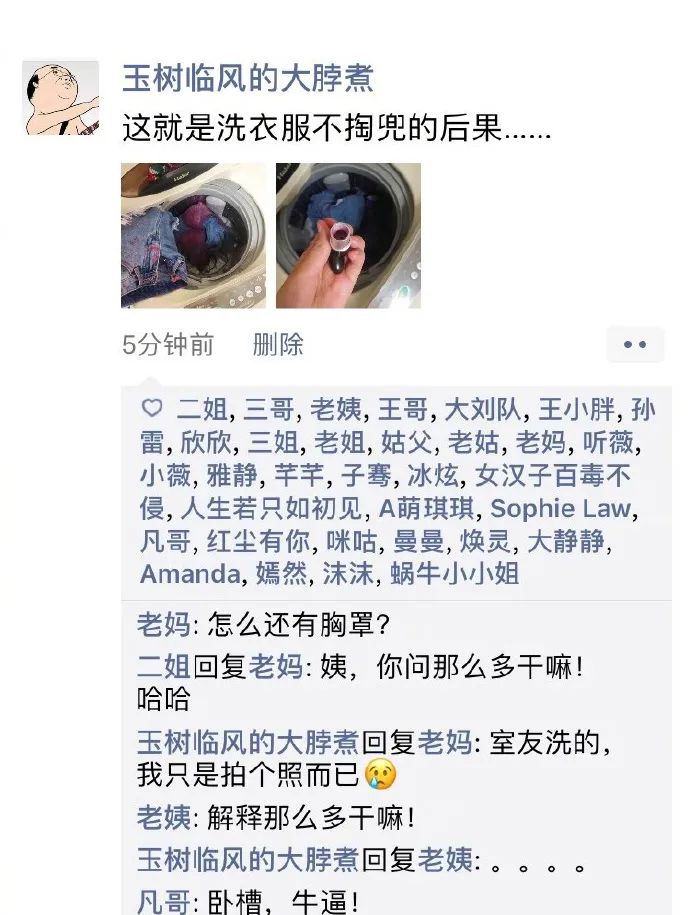 玉树临风的大脖煮
这就是洗衣服不掏兜的后果......
Haier
5分钟前 删除
二姐, 三哥, 老姨, 王哥, 大刘队, 王小胖, 孙
雷, 欣欣, 三姐, 老姐, 姑父, 老姑, 老妈, 听薇,
小薇, 雅静, 芊芊, 子骞, 冰炫, 女汉子百毒不
侵, 人生若只如初见, A萌琪琪, Sophie Law,
凡哥, 红尘有你, 咪咕, 曼曼, 焕灵, 大静静,
Amanda, 嫣然, 沫沫, 蜗牛小小姐
老妈: 怎么还有胸罩?
二姐回复老妈: 姨，你问那么多干嘛！
哈哈
玉树临风的大脖煮回复老妈: 室友洗的，
我只是拍个照而已😢
老姨: 解释那么多干嘛！
玉树临风的大脖煮回复老姨: 。。。。
凡哥: 卧槽，牛逼！